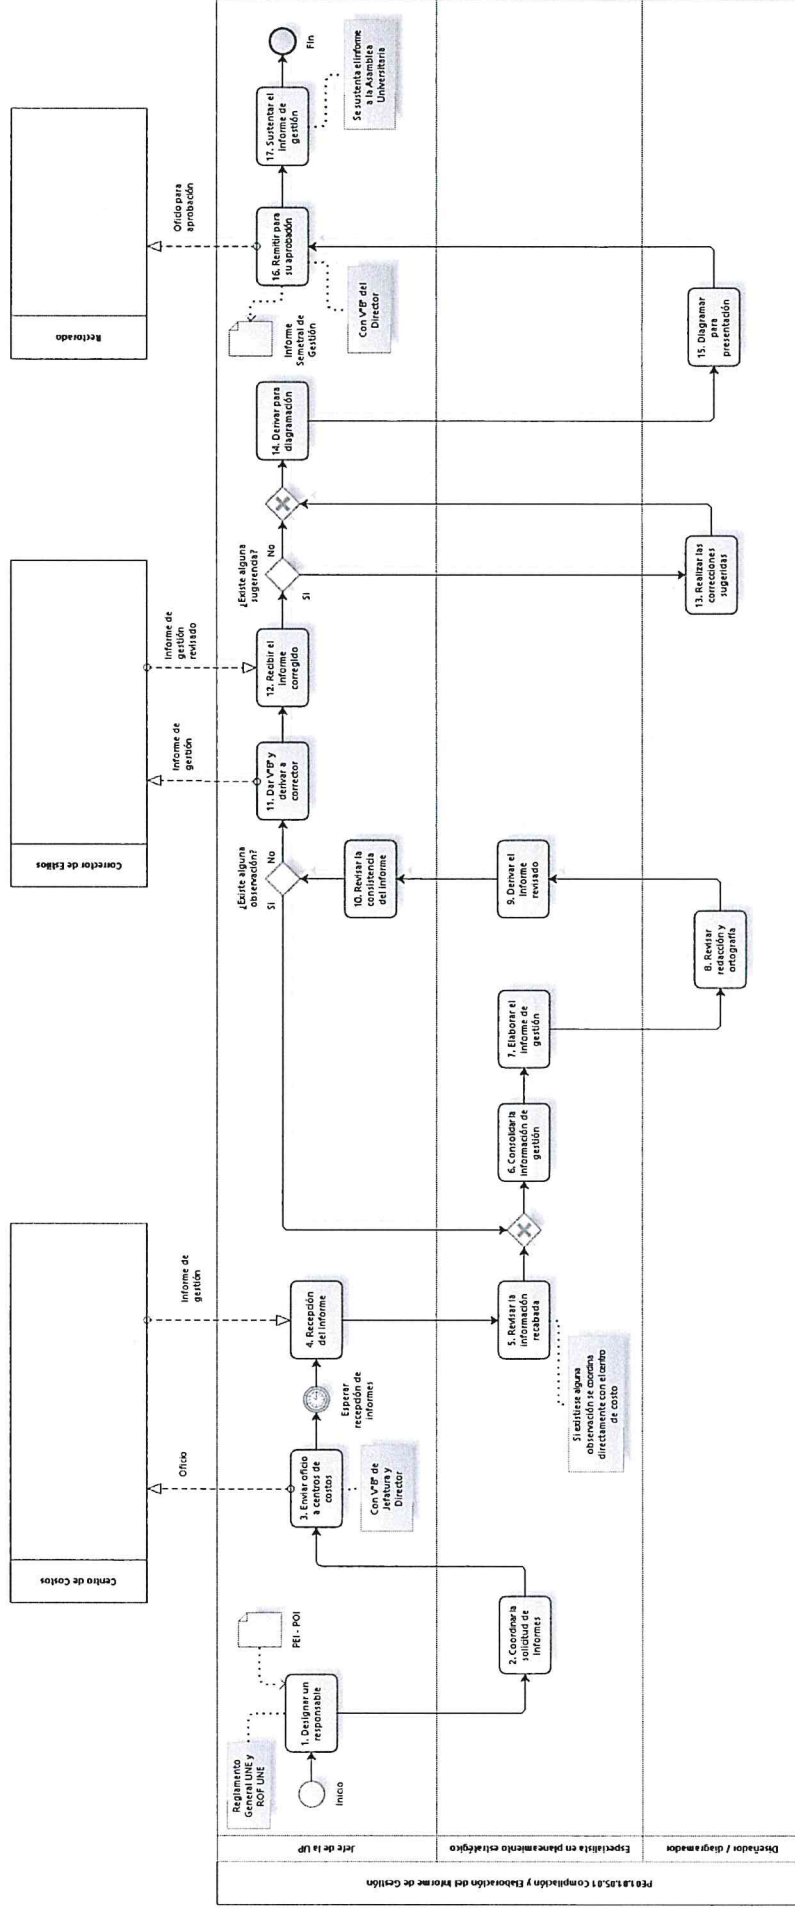 PE01.01.05.01 Compilación y Elaboración del Informe de Gestión
Centro de Costos
Corrector de Estilos
Rectorado
Jefe de la UP
Especialista en planeamiento estratégico
Diseñador / diagramador
Reglamento
General UNE y
ROF UNE
PEI - POI
Inicio
1. Designar un
responsable
2. Coordinar la
solicitud de
Informes
Oficio
3. Enviar oficio
a centros de
costos
Con V°B° de
Jefatura y
Director
Esperar
recepción de
informes
Informe de
gestión
4. Recepción
del informe
5. Revisar la
información
recabada
Si existiese alguna
observación se coordina
directamente con el centro
de costo
6. Consolidar la
información de
gestión
7. Elaborar el
informe de
gestión
8. Revisar
redacción y
ortografía
9. Derivar el
Informe
revisado
10. Revisar la
consistencia
del informe
¿Existe alguna
observación?
Si
No
11. Dar V°B° y
derivar a
corrector
Informe de
gestión
12. Recibir el
informe
corregido
Informe de
gestión
revisado
¿Existe alguna
sugerencia?
No
Si
13. Realizar las
correcciones
sugeridas
14. Derivar para
diagramación
15. Diagramar
para
presentación
Informe
Semetral de
Gestión
16. Remitir para
su aprobación
Con V°B° del
Director
Oficio para
aprobación
17. Sustentar el
informe de
gestión
Se sustenta el informe
a la Asamblea
Universitaria
Fin